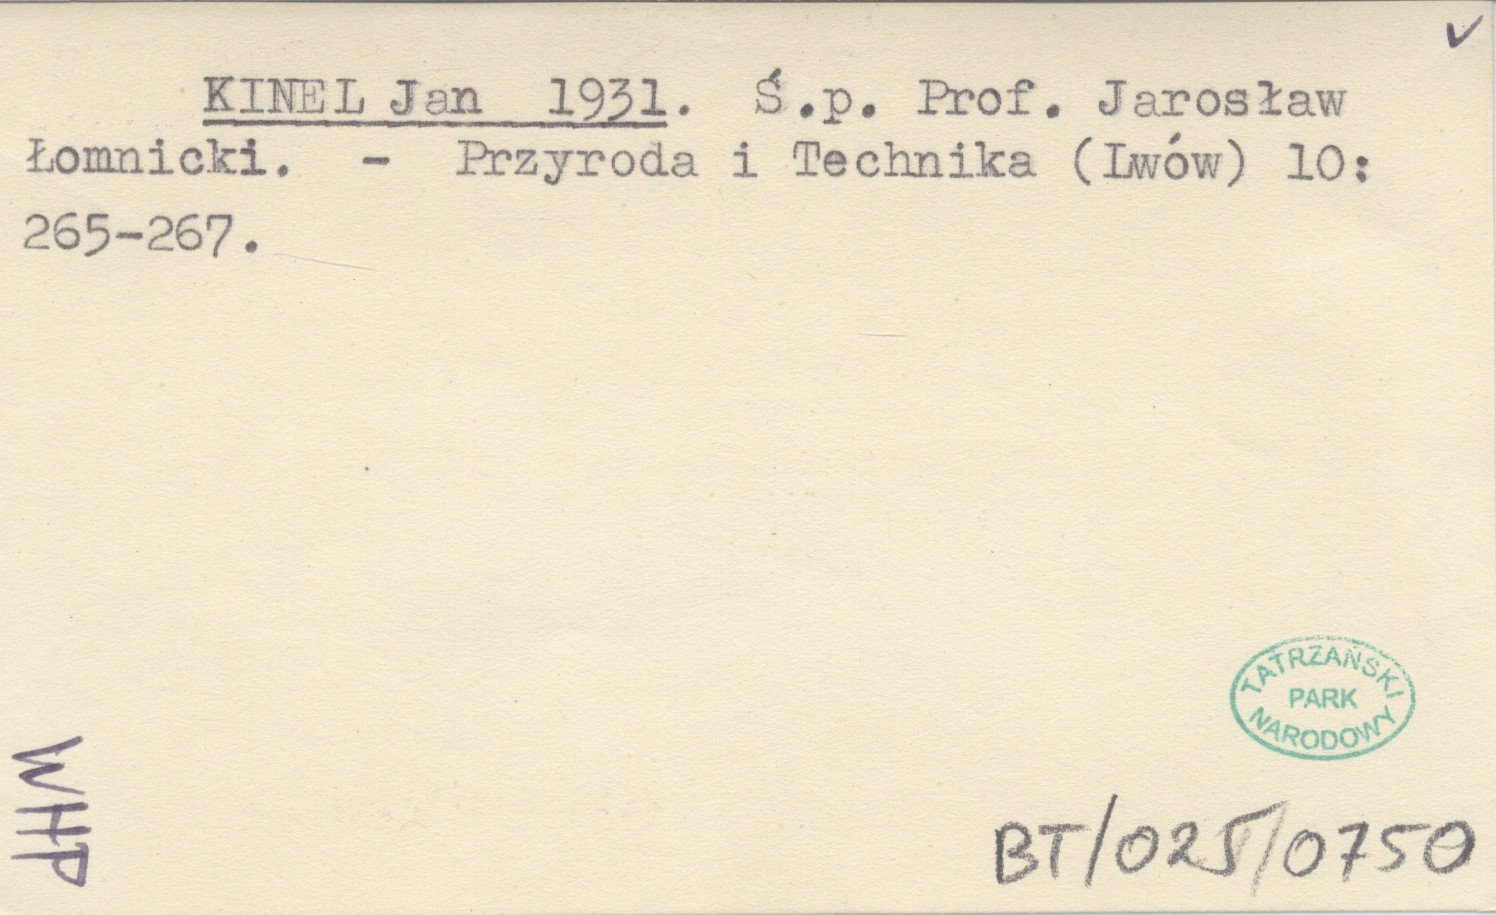 ✓
KINEL Jan 1931. Ś.p. Prof. Jarosław
Łomnicki. - Przyroda i Technika (Lwów) 10:
265-267.
TATRZAŃSKI
PARK
NARODOWY
WHP
BT/025/0750